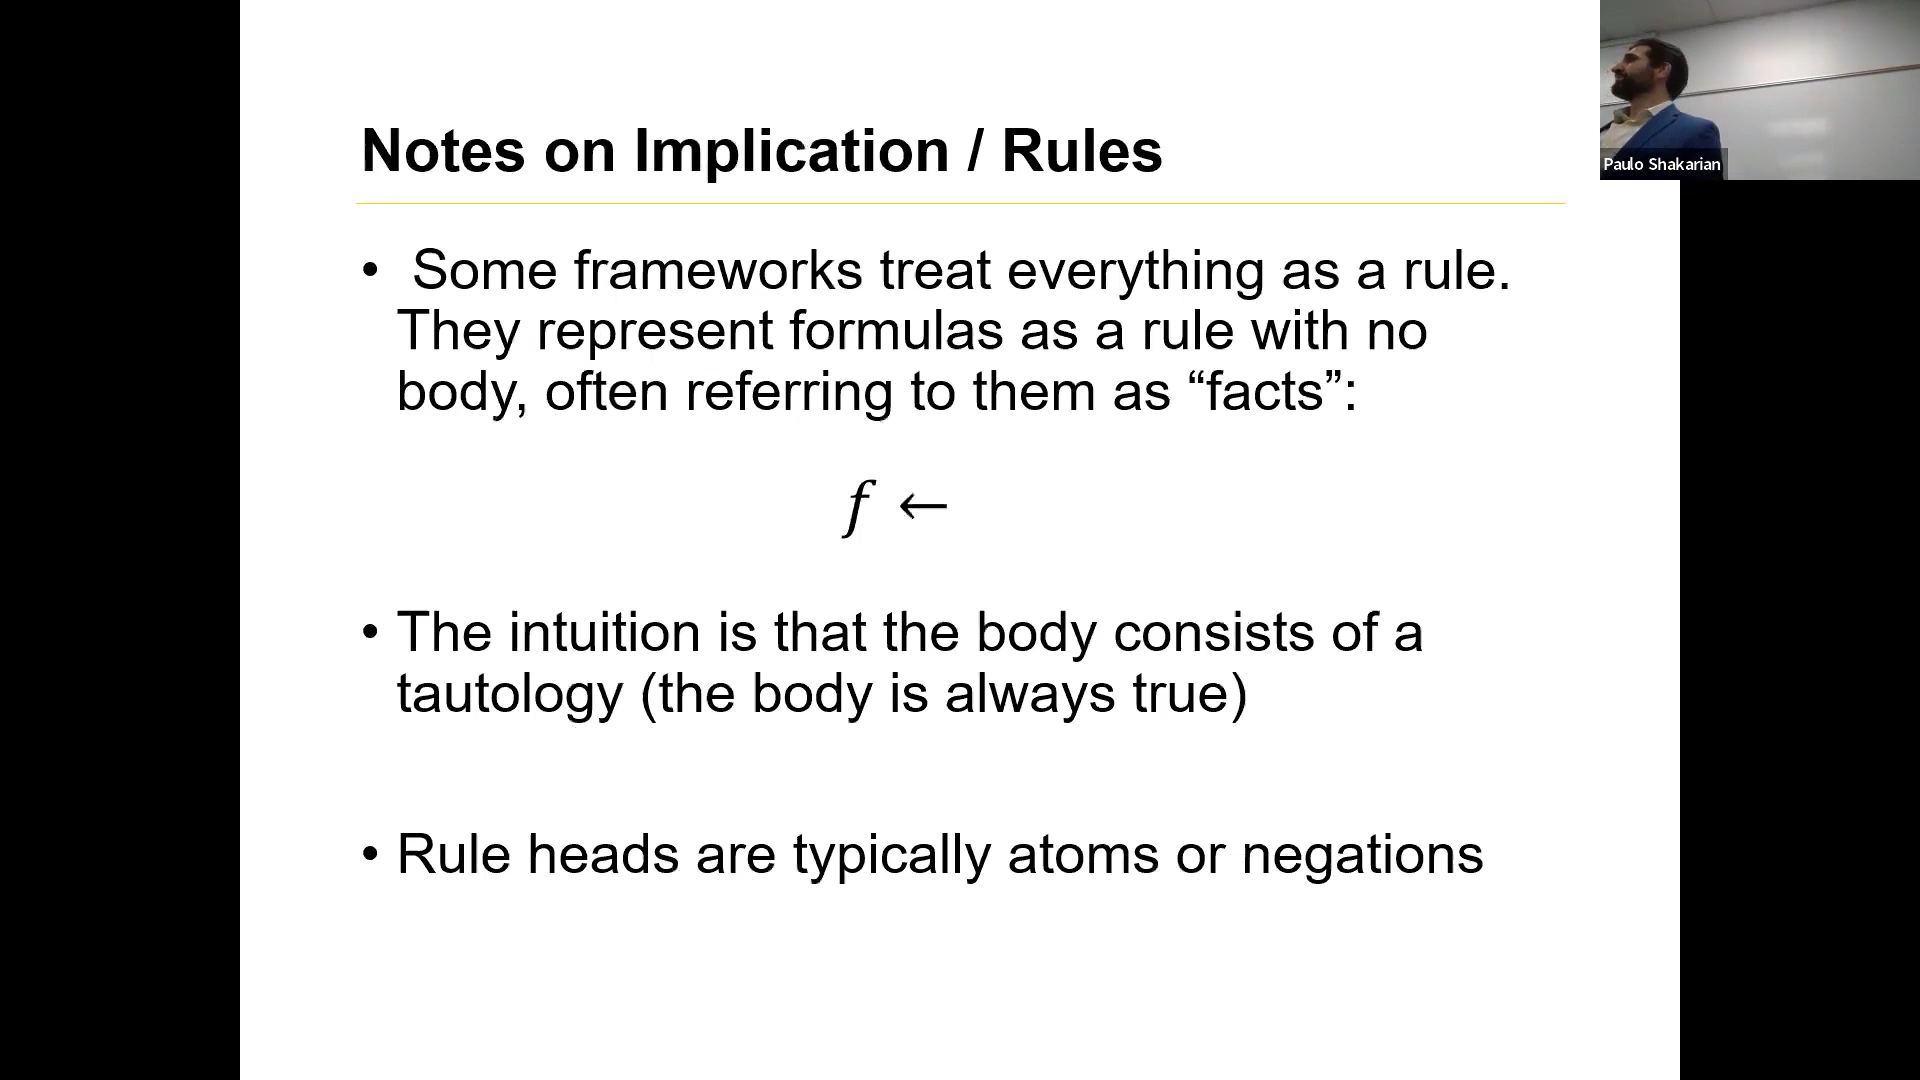 Notes on Implication / Rules
Paulo Shakarian
• Some frameworks treat everything as a rule.
They represent formulas as a rule with no
body, often referring to them as “facts”:
f ←
• The intuition is that the body consists of a
tautology (the body is always true)
• Rule heads are typically atoms or negations